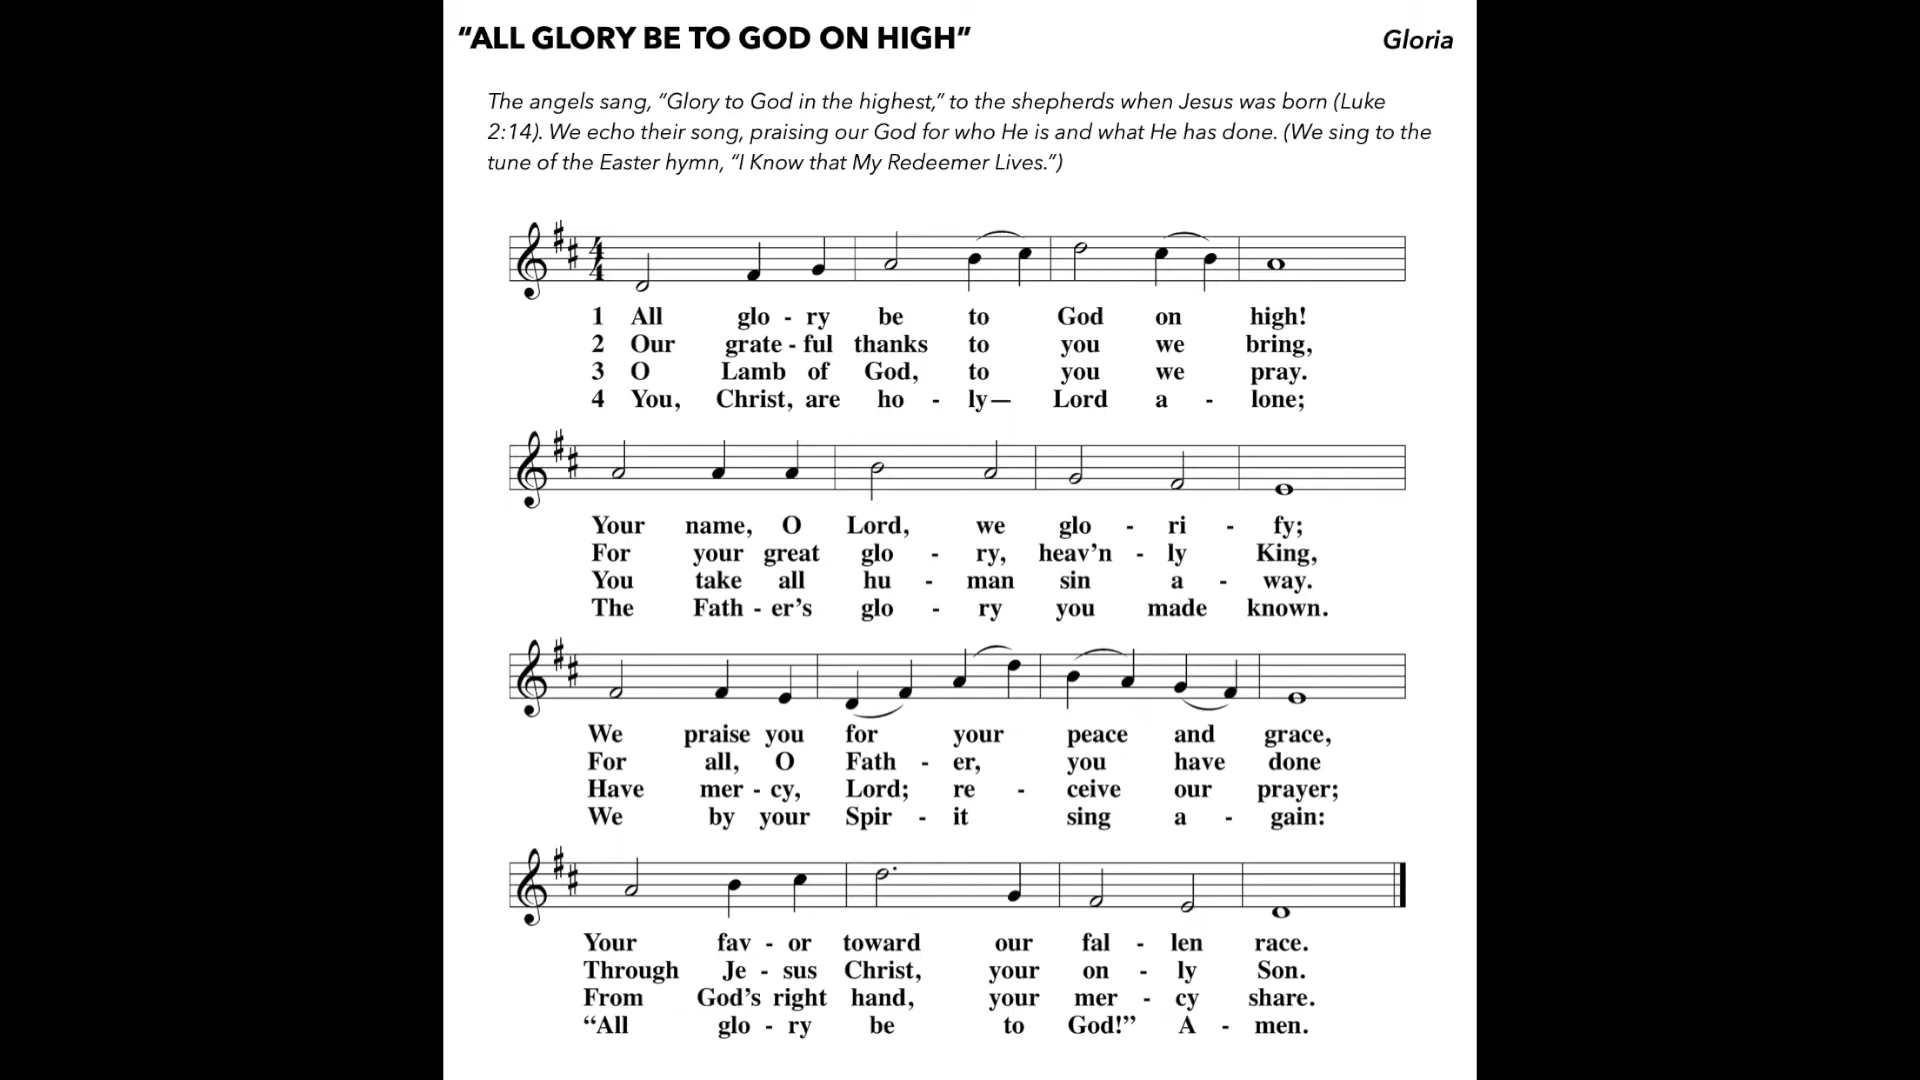 “ALL GLORY BE TO GOD ON HIGH” Gloria
The angels sang, “Glory to God in the highest,” to the shepherds when Jesus was born (Luke
2:14). We echo their song, praising our God for who He is and what He has done. (We sing to the
tune of the Easter hymn, “I Know that My Redeemer Lives.”)
4
4
1 All glo - ry be to God on high!
2 Our grate - ful thanks to you we bring,
3 O Lamb of God, to you we pray.
4 You, Christ, are ho - ly— Lord a - lone;
Your name, O Lord, we glo - ri - fy;
For your great glo - ry, heav’n - ly King,
You take all hu - man sin a - way.
The Fath - er’s glo - ry you made known.
We praise you for your peace and grace,
For all, O Fath - er, you have done
Have mer - cy, Lord; re - ceive our prayer;
We by your Spir - it sing a - gain:
Your fav - or toward our fal - len race.
Through Je - sus Christ, your on - ly Son.
From God’s right hand, your mer - cy share.
“All glo - ry be to God!” A - men.